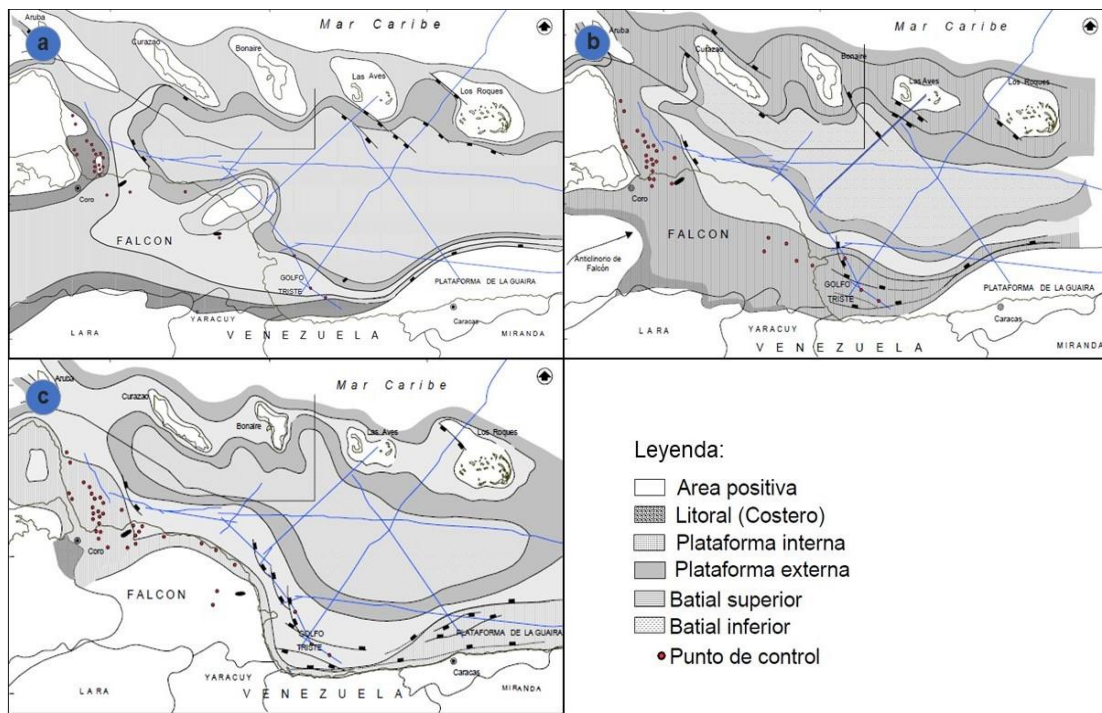 a
Mar Caribe
Aruba
Curazao
Bonaire
Las Aves
Los Roques
Coro
FALCON
GOLFO
TRISTE
PLATAFORMA DE LA GUAIRA
Caracas
LARA
YARACUY
VENEZUELA
MIRANDA
b
Mar Caribe
Aruba
Curazao
Bonaire
Las Aves
Los Roques
Coro
FALCON
Anticlinorio de
Falcón
GOLFO
TRISTE
PLATAFORMA DE LA GUAIRA
Caracas
LARA
YARACUY
VENEZUELA
MIRANDA
c
Mar Caribe
Aruba
Curazao
Bonaire
Las Aves
Los Roques
Coro
FALCON
GOLFO
TRISTE
PLATAFORMA DE LA GUAIRA
Caracas
LARA
YARACUY
VENEZUELA
MIRANDA
Leyenda:
Area positiva
Litoral (Costero)
Plataforma interna
Plataforma externa
Batial superior
Batial inferior
Punto de control